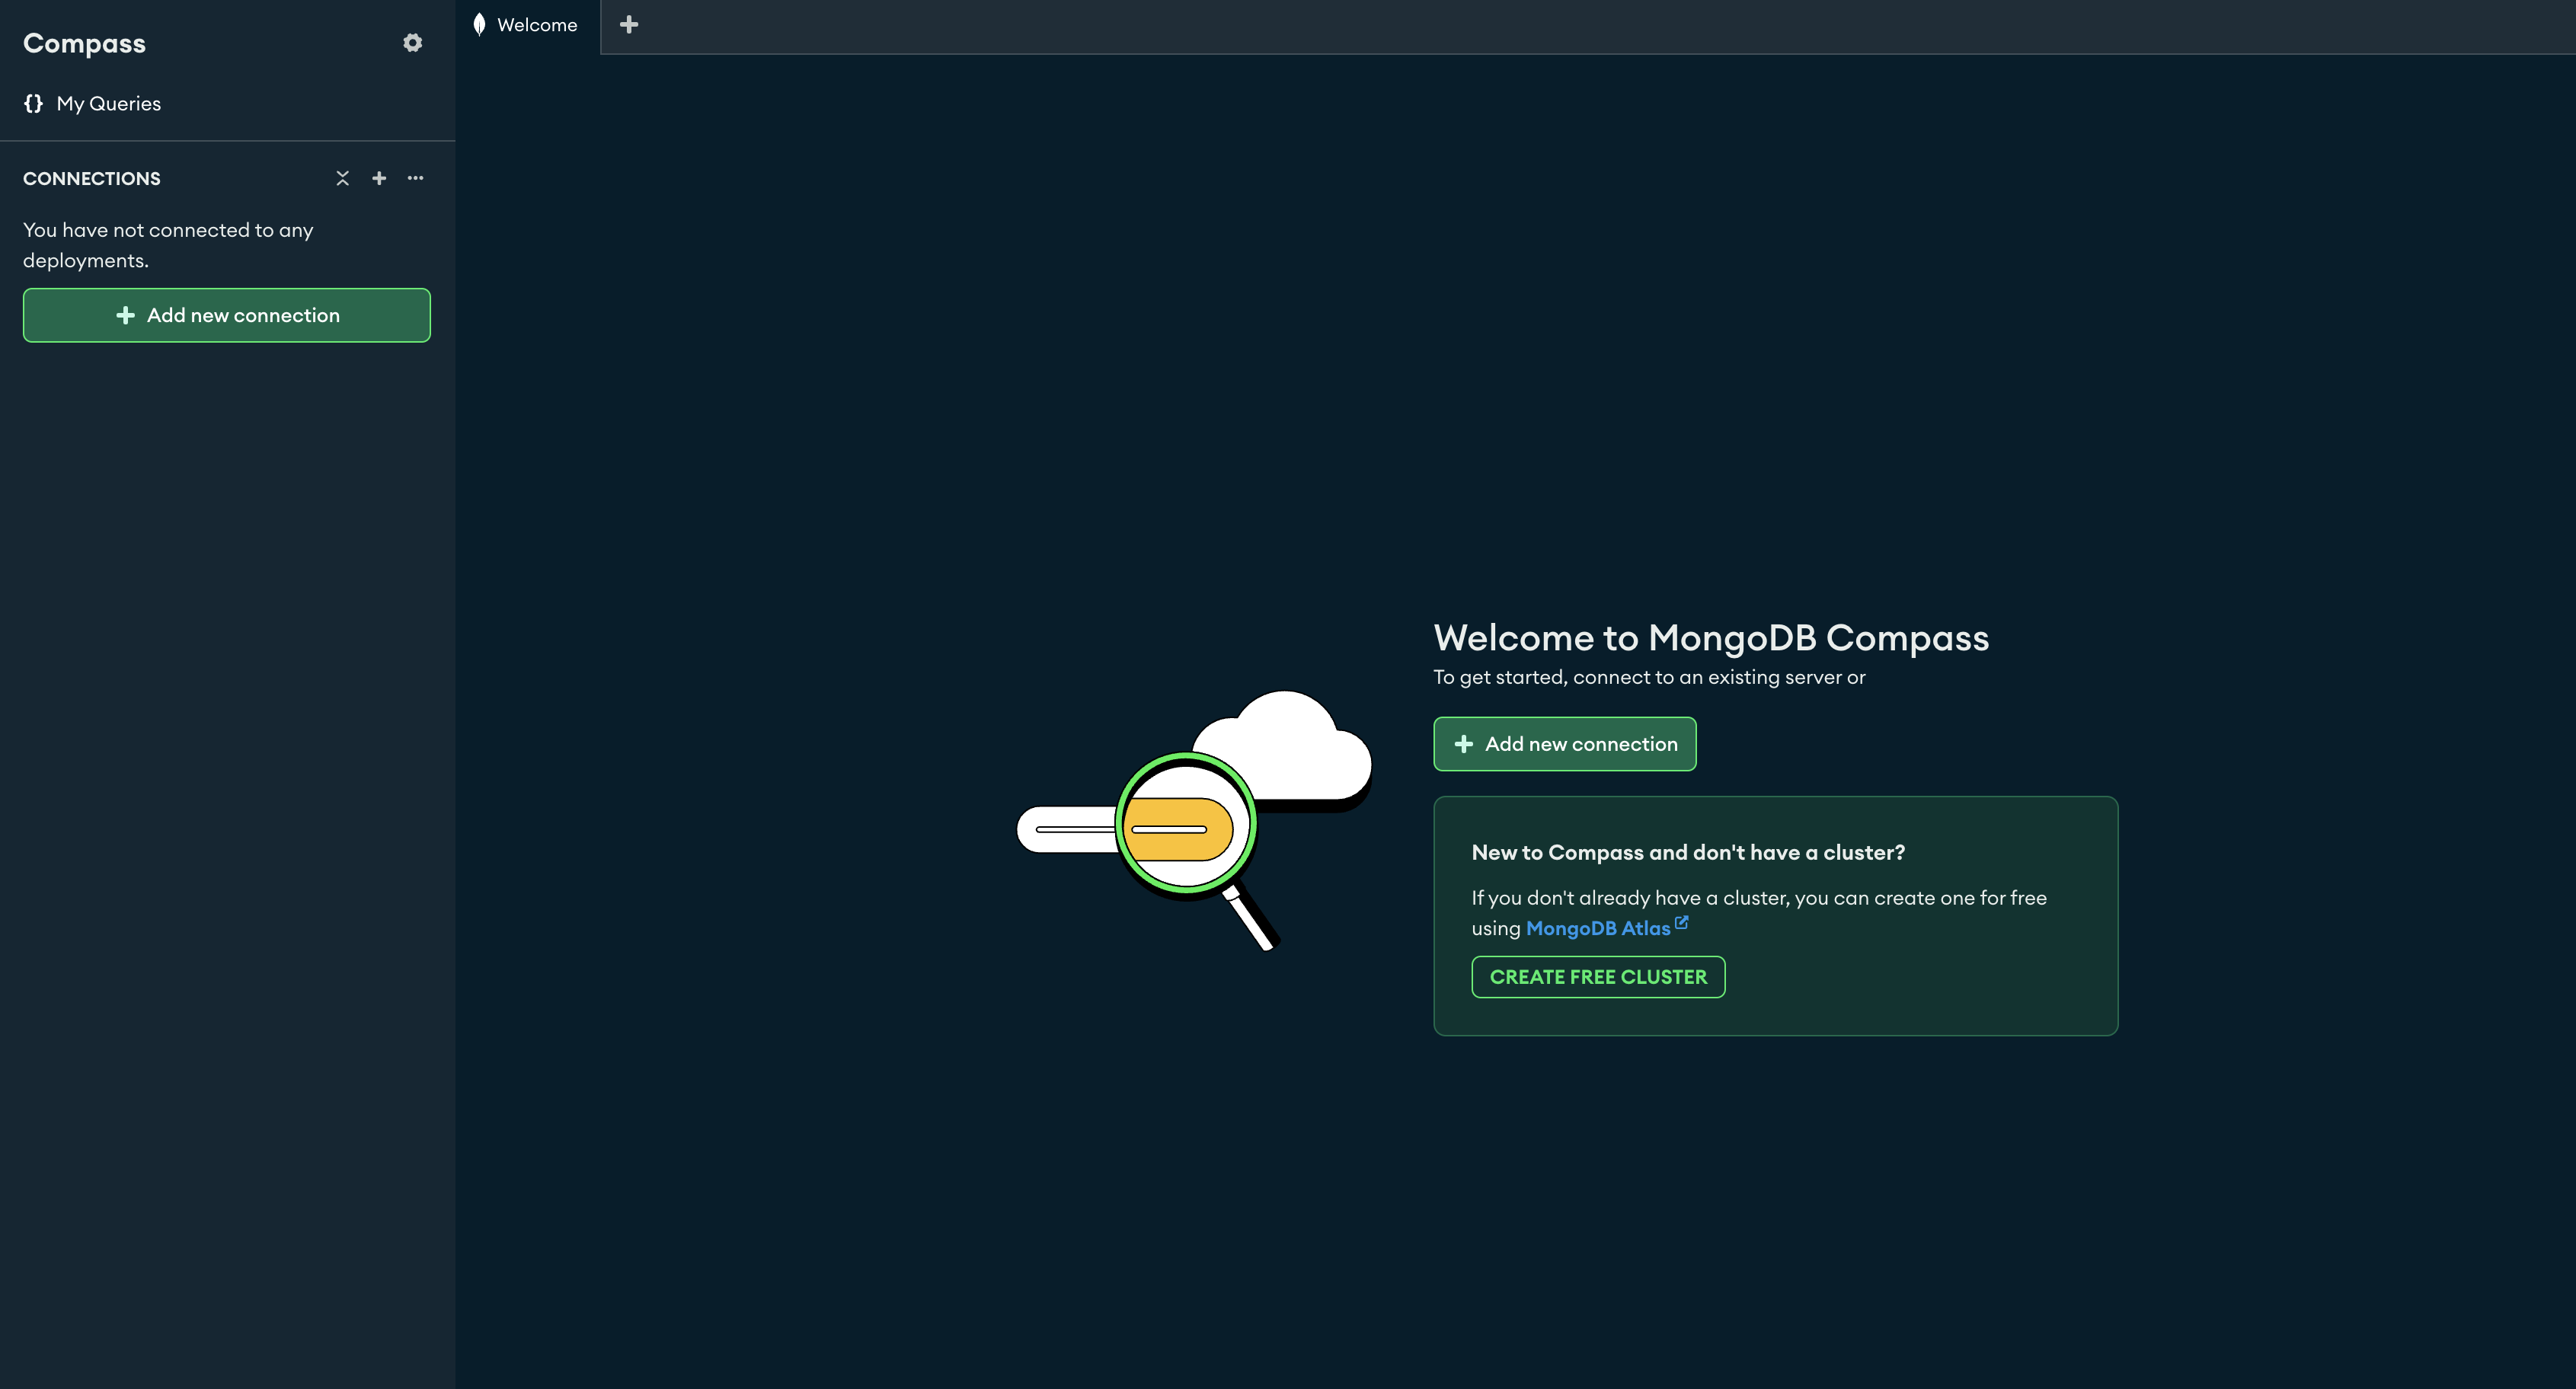 Compass
{} My Queries
CONNECTIONS
You have not connected to any
deployments.
Add new connection
Welcome
Welcome to MongoDB Compass
To get started, connect to an existing server or
Add new connection
New to Compass and don't have a cluster?
If you don't already have a cluster, you can create one for free
using MongoDB Atlas
CREATE FREE CLUSTER